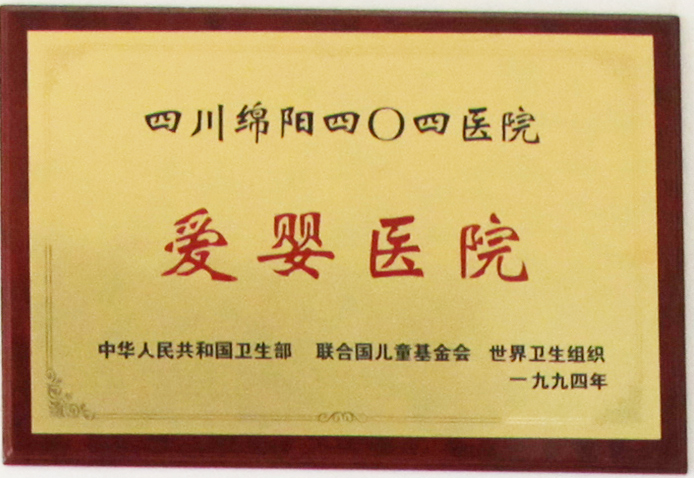 四川绵阳四〇四医院
爱婴医院
中华人民共和国卫生部 联合国儿童基金会 世界卫生组织
一九九四年